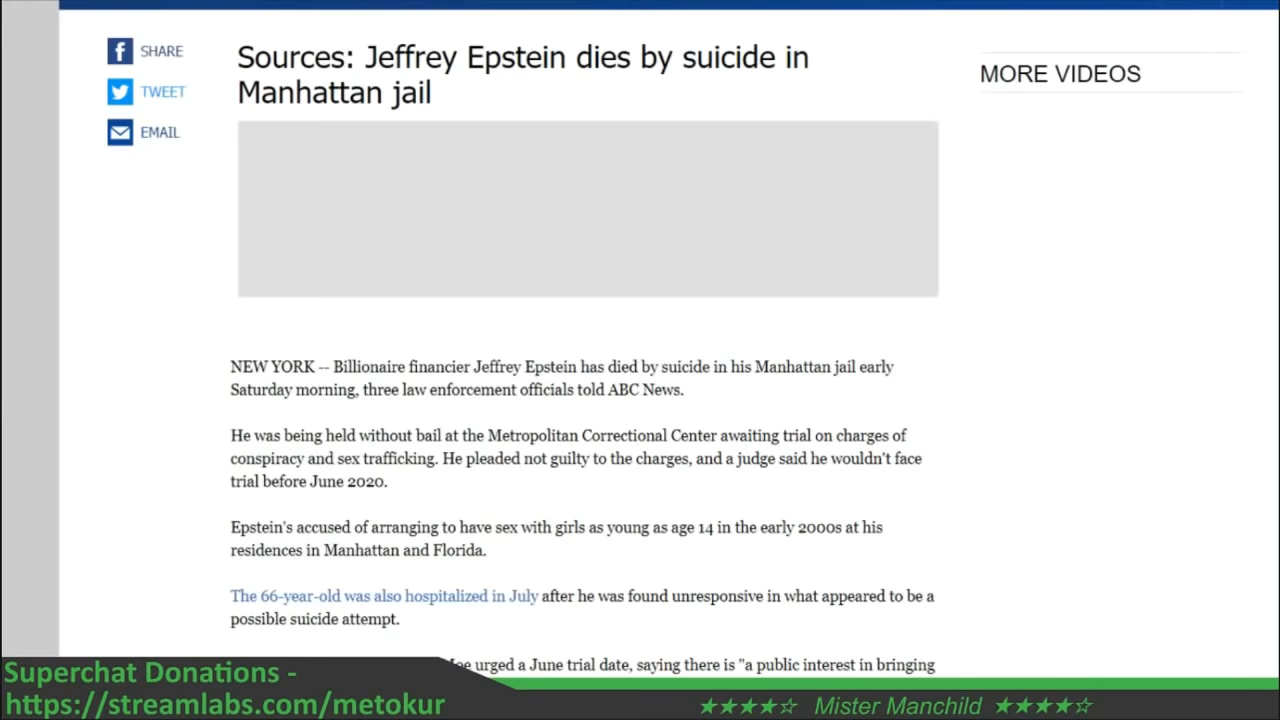 SHARE
TWEET
EMAIL
Sources: Jeffrey Epstein dies by suicide in
Manhattan jail
MORE VIDEOS
NEW YORK -- Billionaire financier Jeffrey Epstein has died by suicide in his Manhattan jail early
Saturday morning, three law enforcement officials told ABC News.
He was being held without bail at the Metropolitan Correctional Center awaiting trial on charges of
conspiracy and sex trafficking. He pleaded not guilty to the charges, and a judge said he wouldn't face
trial before June 2020.
Epstein's accused of arranging to have sex with girls as young as age 14 in the early 2000s at his
residences in Manhattan and Florida.
The 66-year-old was also hospitalized in July after he was found unresponsive in what appeared to be a
possible suicide attempt.
urged a June trial date, saying there is "a public interest in bringing
Superchat Donations -
https://streamlabs.com/metokur
★★★★☆ Mister Manchild ★★★★☆